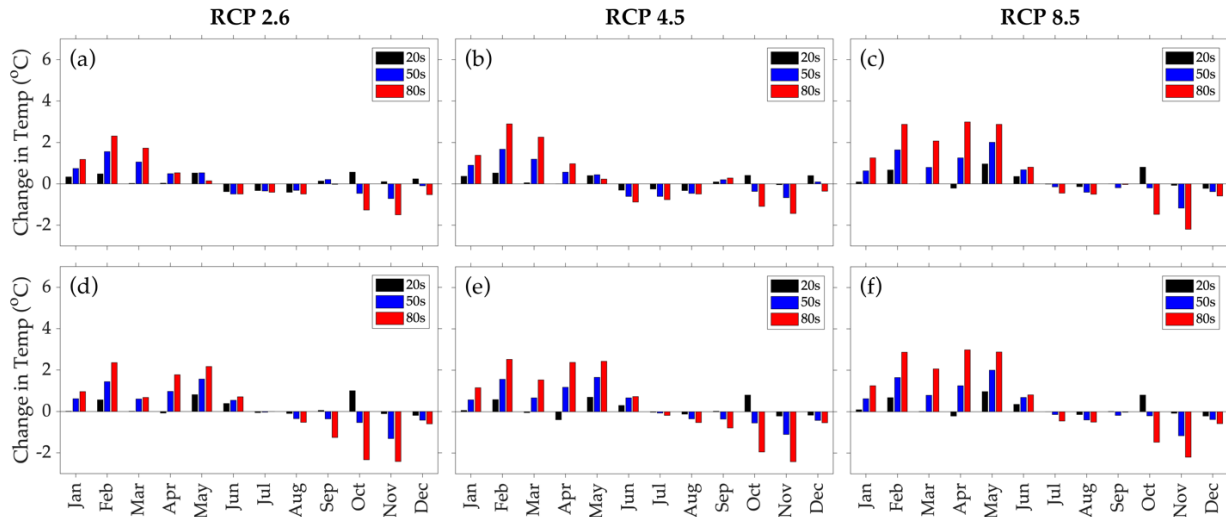 RCP 2.6 RCP 4.5 RCP 8.5
(a) (b) (c)
20s 20s 20s
50s 50s 50s
80s 80s 80s
Change in Temp (°C)
6
4
2
0
-2
(d) (e) (f)
20s 20s 20s
50s 50s 50s
80s 80s 80s
Change in Temp (°C)
6
4
2
0
-2
Jan Feb Mar Apr May Jun Jul Aug Sep Oct Nov Dec Jan Feb Mar Apr May Jun Jul Aug Sep Oct Nov Dec Jan Feb Mar Apr May Jun Jul Aug Sep Oct Nov Dec